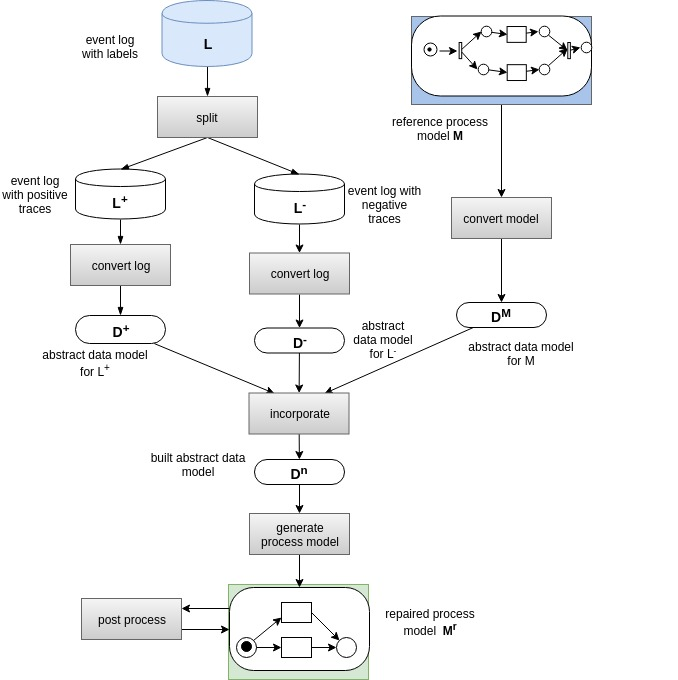 event log
with labels
L
split
reference process
model M
event log
with positive
traces
L+
L-
event log with
negative
traces
convert model
convert log
convert log
D+
abstract data model
for L+
D-
abstract
data model
for L-
DM
abstract data model
for M
incorporate
built abstract data
model
Dn
generate
process model
post process
repaired process
model Mr